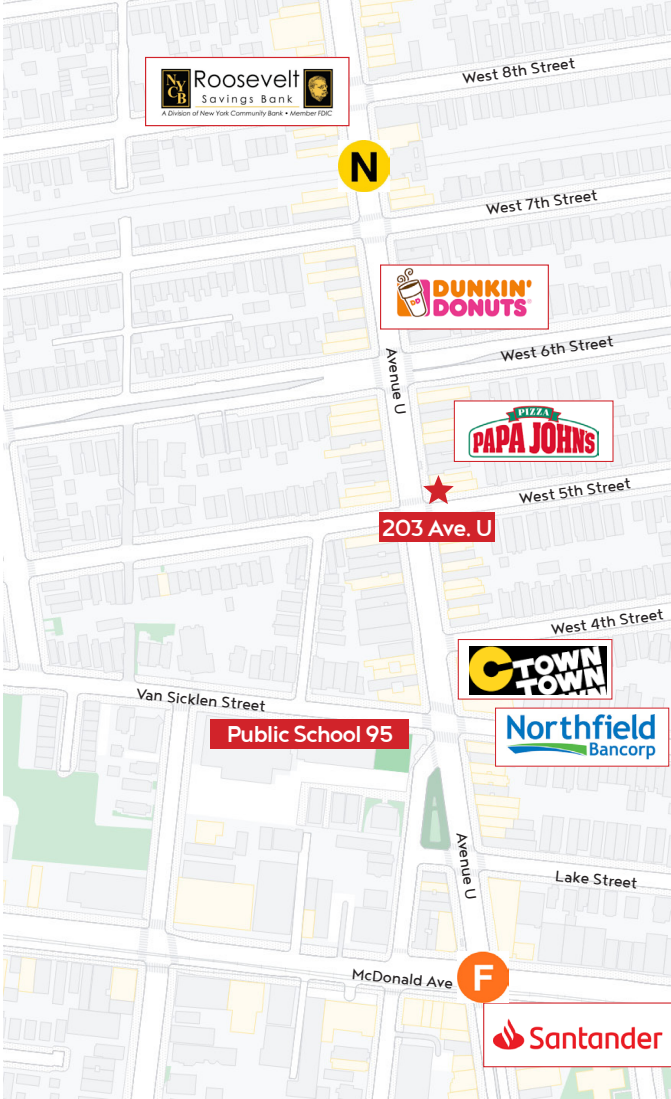 West 8th Street
NYCB
Roosevelt
Savings Bank
A Division of New York Community Bank • Member FDIC
N
West 7th Street
DUNKIN'
DONUTS
West 6th Street
Avenue U
PIZZA
PAPA JOHN'S
West 5th Street
203 Ave. U
West 4th Street
CTOWN
TOWN
TOWN
Van Sicklen Street
Northfield
Bancorp
Public School 95
Avenue U
Lake Street
McDonald Ave
F
Santander